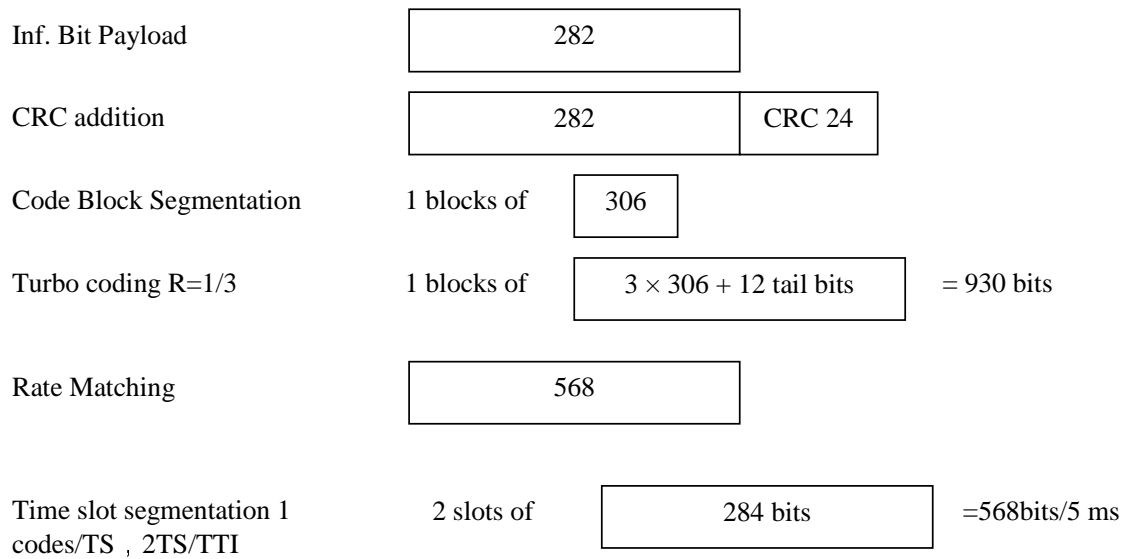 Inf. Bit Payload 282
CRC addition 282 CRC 24
Code Block Segmentation 1 blocks of 306
Turbo coding R=1/3 1 blocks of 3 × 306 + 12 tail bits = 930 bits
Rate Matching 568
Time slot segmentation 1 2 slots of 284 bits =568bits/5 ms
codes/TS , 2TS/TTI